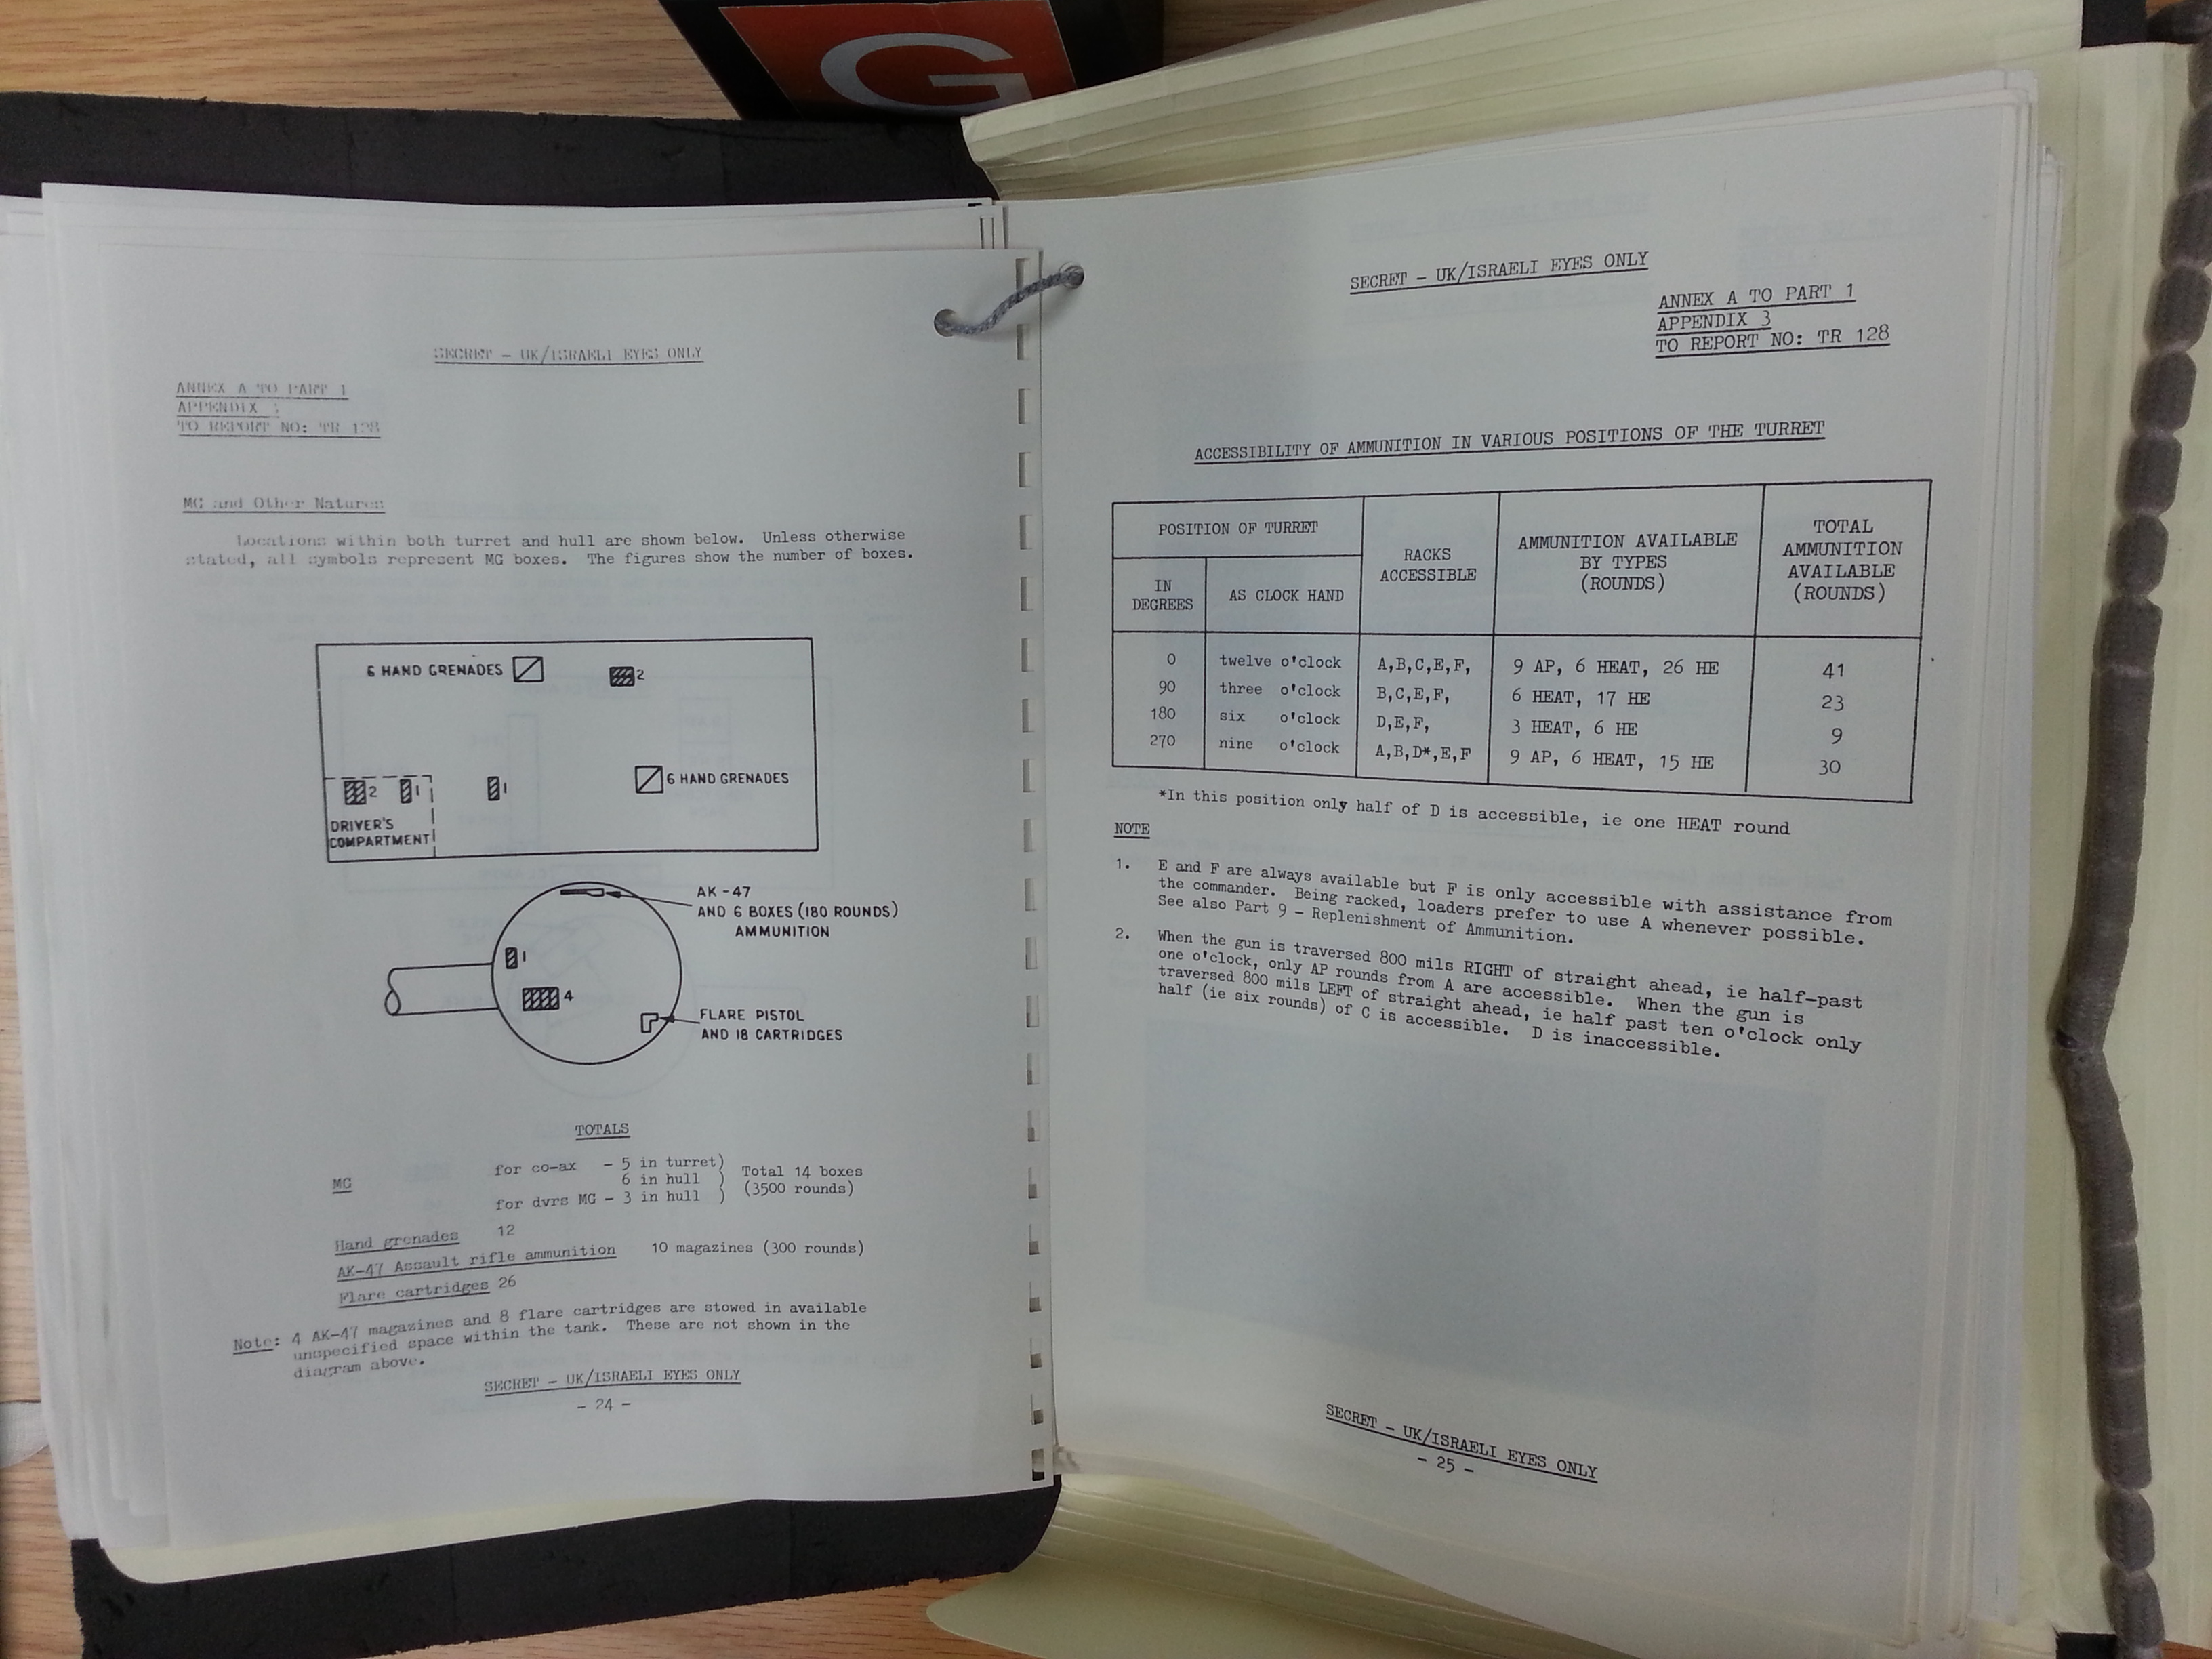 G
SECRET - UK/ISRAELI EYES ONLY
ANNEX A TO PART 1
APPENDIX
TO REPORT NO: TR 128
MG and Other Natures
Locations within both turret and hull are shown below. Unless otherwise
stated, all symbols represent MG boxes. The figures show the number of boxes.
6 HAND GRENADES
2
6 HAND GRENADES
2 1 1
DRIVER'S
COMPARTMENT
AK-47
AND 6 BOXES (180 ROUNDS)
AMMUNITION
1
4
FLARE PISTOL
AND 18 CARTRIDGES
TOTALS
MG
for co-ax - 5 in turret)
6 in hull ) Total 14 boxes
for dvrs MG - 3 in hull ) (3500 rounds)
Hand grenades 12
AK-47 Assault rifle ammunition 10 magazines (300 rounds)
Flare cartridges 26
Note: 4 AK-47 magazines and 8 flare cartridges are stowed in available
unspecified space within the tank. These are not shown in the
diagram above.
SECRET - UK/ISRAELI EYES ONLY
- 24 -
SECRET - UK/ISRAELI EYES ONLY
ANNEX A TO PART 1
APPENDIX 3
TO REPORT NO: TR 128
ACCESSIBILITY OF AMMUNITION IN VARIOUS POSITIONS OF THE TURRET
POSITION OF TURRET
IN
DEGREES
AS CLOCK HAND
RACKS
ACCESSIBLE
AMMUNITION AVAILABLE
BY TYPES
(ROUNDS)
TOTAL
AMMUNITION
AVAILABLE
(ROUNDS)
0 twelve o'clock A,B,C,E,F, 9 AP, 6 HEAT, 26 HE 41
90 three o'clock B,C,E,F, 6 HEAT, 17 HE 23
180 six o'clock D,E,F, 3 HEAT, 6 HE 9
270 nine o'clock A,B,D*,E,F 9 AP, 6 HEAT, 15 HE 30
*In this position only half of D is accessible, ie one HEAT round
NOTE
1. E and F are always available but F is only accessible with assistance from
the commander. Being racked, loaders prefer to use A whenever possible.
See also Part 9 - Replenishment of Ammunition.
2. When the gun is traversed 800 mils RIGHT of straight ahead, ie half-past
one o'clock, only AP rounds from A are accessible. When the gun is
traversed 800 mils LEFT of straight ahead, ie half past ten o'clock only
half (ie six rounds) of C is accessible. D is inaccessible.
SECRET - UK/ISRAELI EYES ONLY
- 25 -